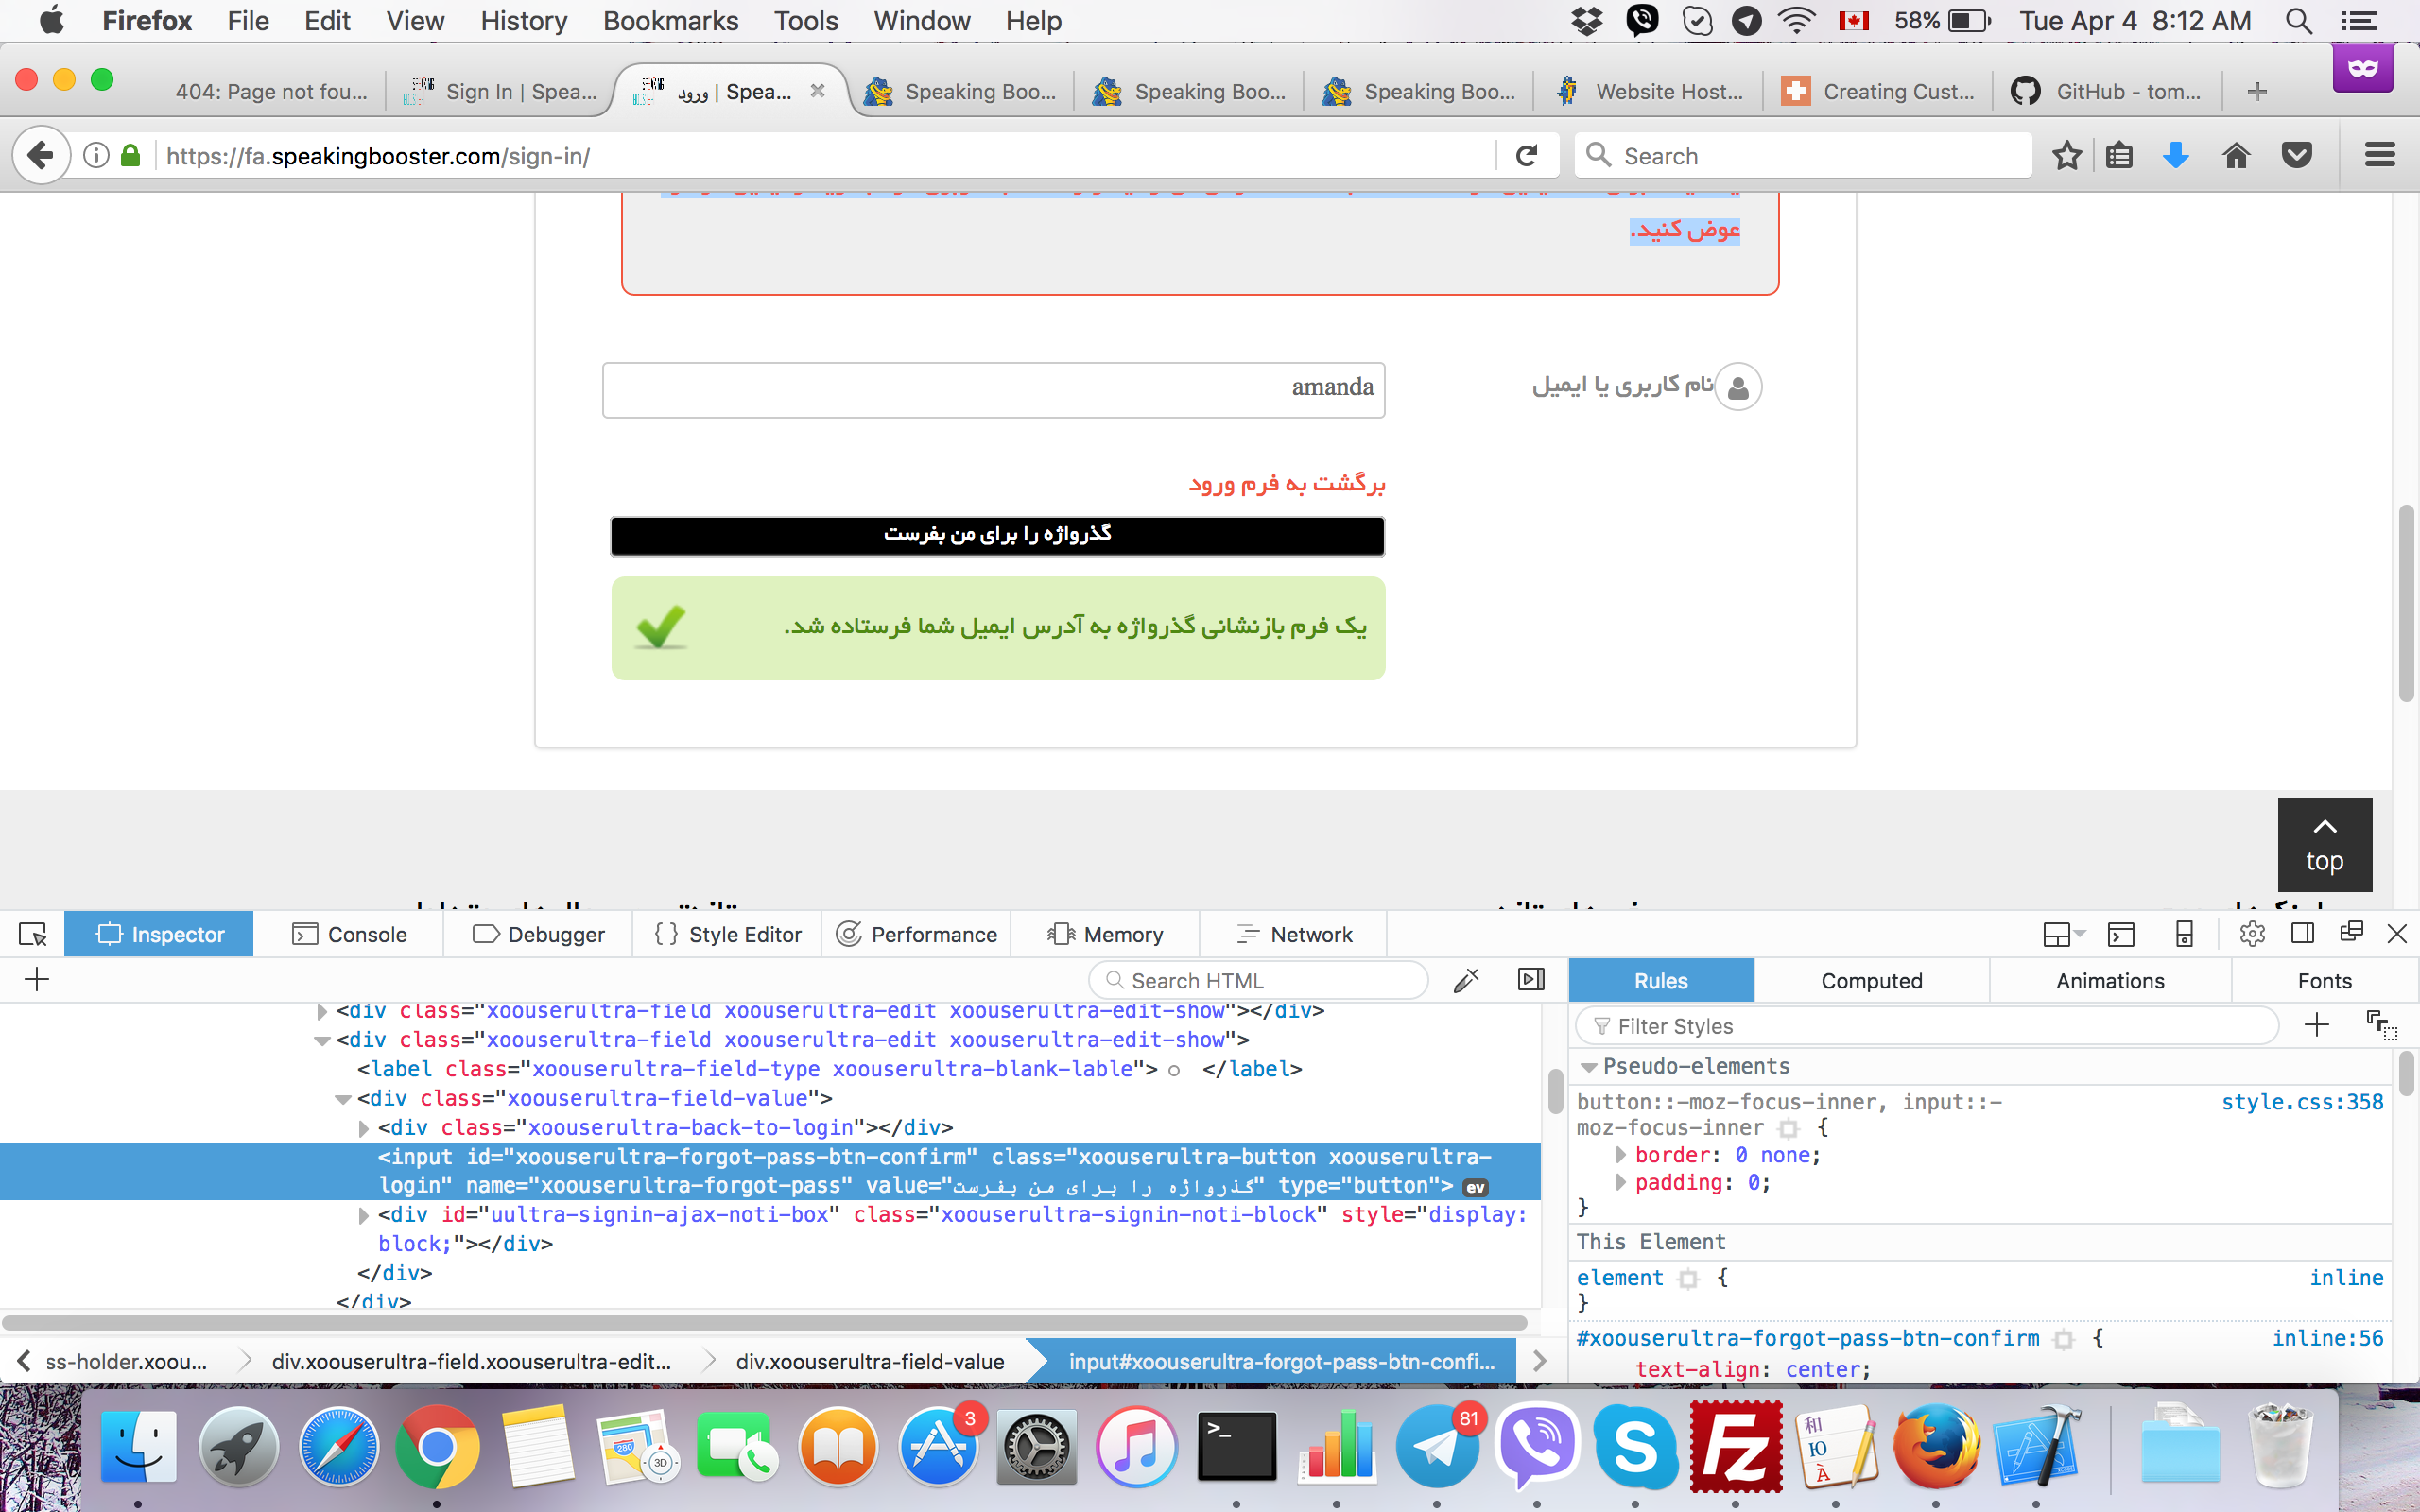 Firefox File Edit View History Bookmarks Tools Window Help 58% Tue Apr 4 8:12 AM
404: Page not fou... Sign In | Spea... ورود | Spea... Speaking Boo... Speaking Boo... Speaking Boo... Website Host... Creating Cust... GitHub - tom...
https://fa.speakingbooster.com/sign-in/ Search
عوض کنید.
نام کاربری یا ایمیل
amanda
برگشت به فرم ورود
گذرواژه را برای من بفرست
یک فرم بازنشانی گذرواژه به آدرس ایمیل شما فرستاده شد.
top
Inspector Console Debugger Style Editor Performance Memory Network
Search HTML Rules Computed Animations Fonts
<div class="xoouserultra-field xoouserultra-edit xoouserultra-edit-show"></div>
<div class="xoouserultra-field xoouserultra-edit xoouserultra-edit-show">
<label class="xoouserultra-field-type xoouserultra-blank-lable"> </label>
<div class="xoouserultra-field-value">
<div class="xoouserultra-back-to-login"></div>
<input id="xoouserultra-forgot-pass-btn-confirm" class="xoouserultra-button xoouserultra-
login" name="xoouserultra-forgot-pass" value="گذرواژه را برای من بفرست" type="button"> ev
<div id="uultra-signin-ajax-noti-box" class="xoouserultra-signin-noti-block" style="display:
block;"></div>
</div>
</div>
ss-holder.xoou... div.xoouserultra-field.xoouserultra-edit... div.xoouserultra-field-value input#xoouserultra-forgot-pass-btn-confi...
Filter Styles
Pseudo-elements
button::-moz-focus-inner, input::- style.css:358
moz-focus-inner {
border: 0 none;
padding: 0;
}
This Element
element { inline
}
#xoouserultra-forgot-pass-btn-confirm { inline:56
text-align: center;
280
3D
3
>_
81
S
Fz
和
Ю
À